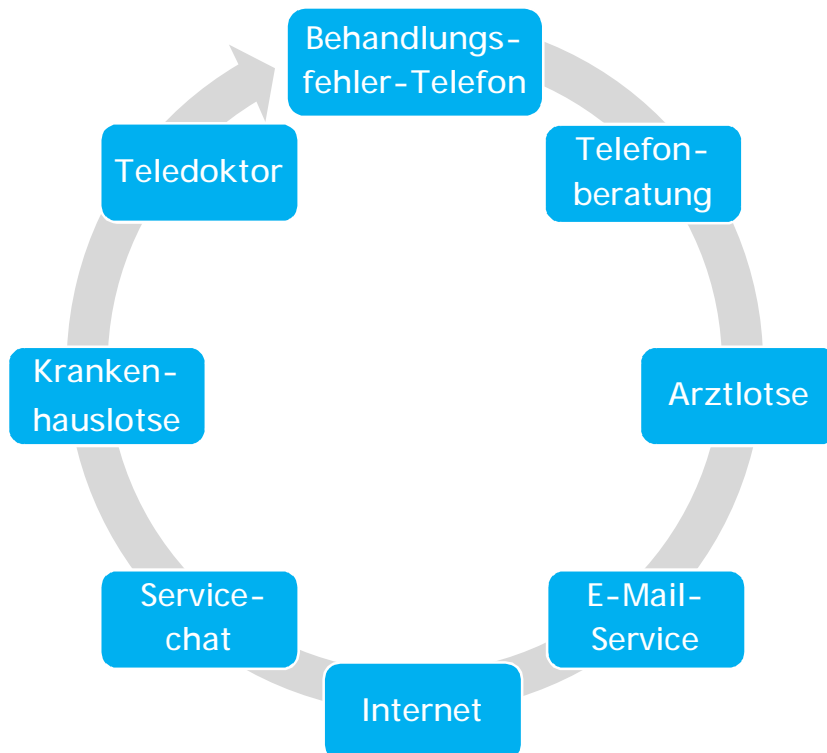 Behandlungs-
fehler-Telefon
Telefon-
beratung
Arztlotse
E-Mail-
Service
Internet
Service-
chat
Kranken-
hauslotse
Teledoktor